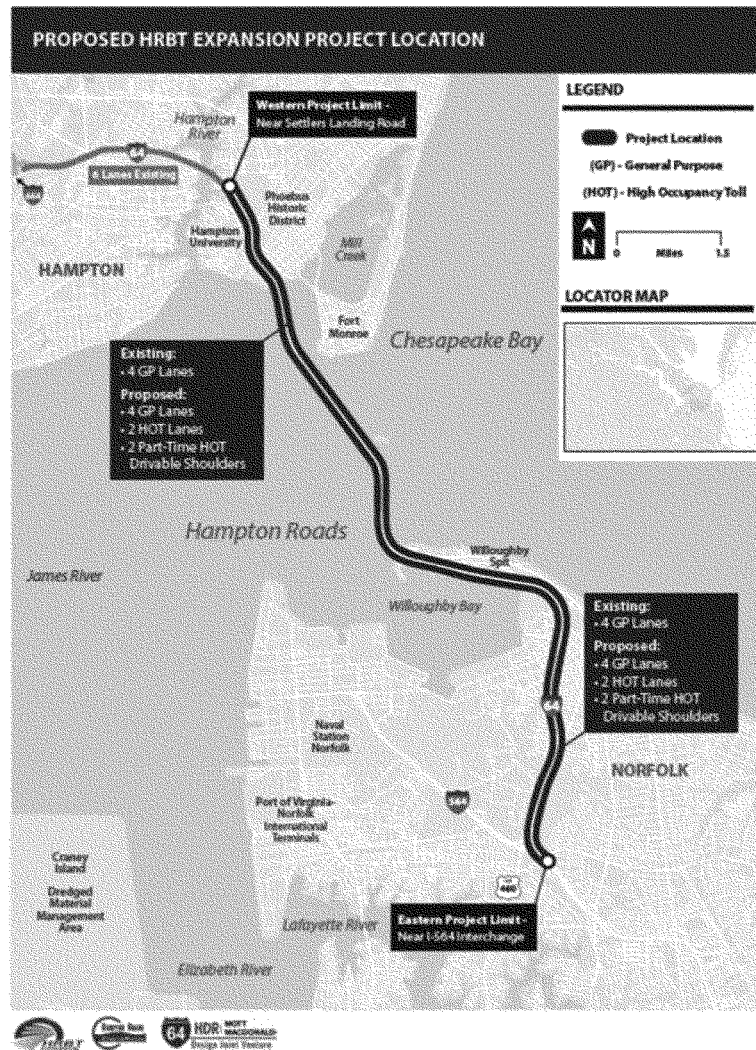 PROPOSED HRBT EXPANSION PROJECT LOCATION
Western Project Limit -
Near Settlers Landing Road
LEGEND
Project Location
(GP) - General Purpose
(HOT) - High Occupancy Toll
N
0 Miles 1.5
LOCATOR MAP
Hampton
River
64
Lanes Existing
Phoebus
Historic
District
Hampton
University
Mill
Creek
HAMPTON
Fort
Monroe
Chesapeake Bay
Existing:
• 4 GP Lanes
Proposed:
• 4 GP Lanes
• 2 HOT Lanes
• 2 Part-Time HOT
Drivable Shoulders
Hampton Roads
James River
Willoughby
Spit
Willoughby Bay
Existing:
• 4 GP Lanes
Proposed:
• 4 GP Lanes
• 2 HOT Lanes
• 2 Part-Time HOT
Drivable Shoulders
64
Naval
Station
Norfolk
NORFOLK
Port of Virginia-
Norfolk
International
Terminals
Craney
Island
Dredged
Material
Management
Area
460
Lafayette River
Eastern Project Limit -
Near I-564 Interchange
Elizabeth River
HRBT
64
HDR
MOTT
MACDONALD
Design Joint Venture